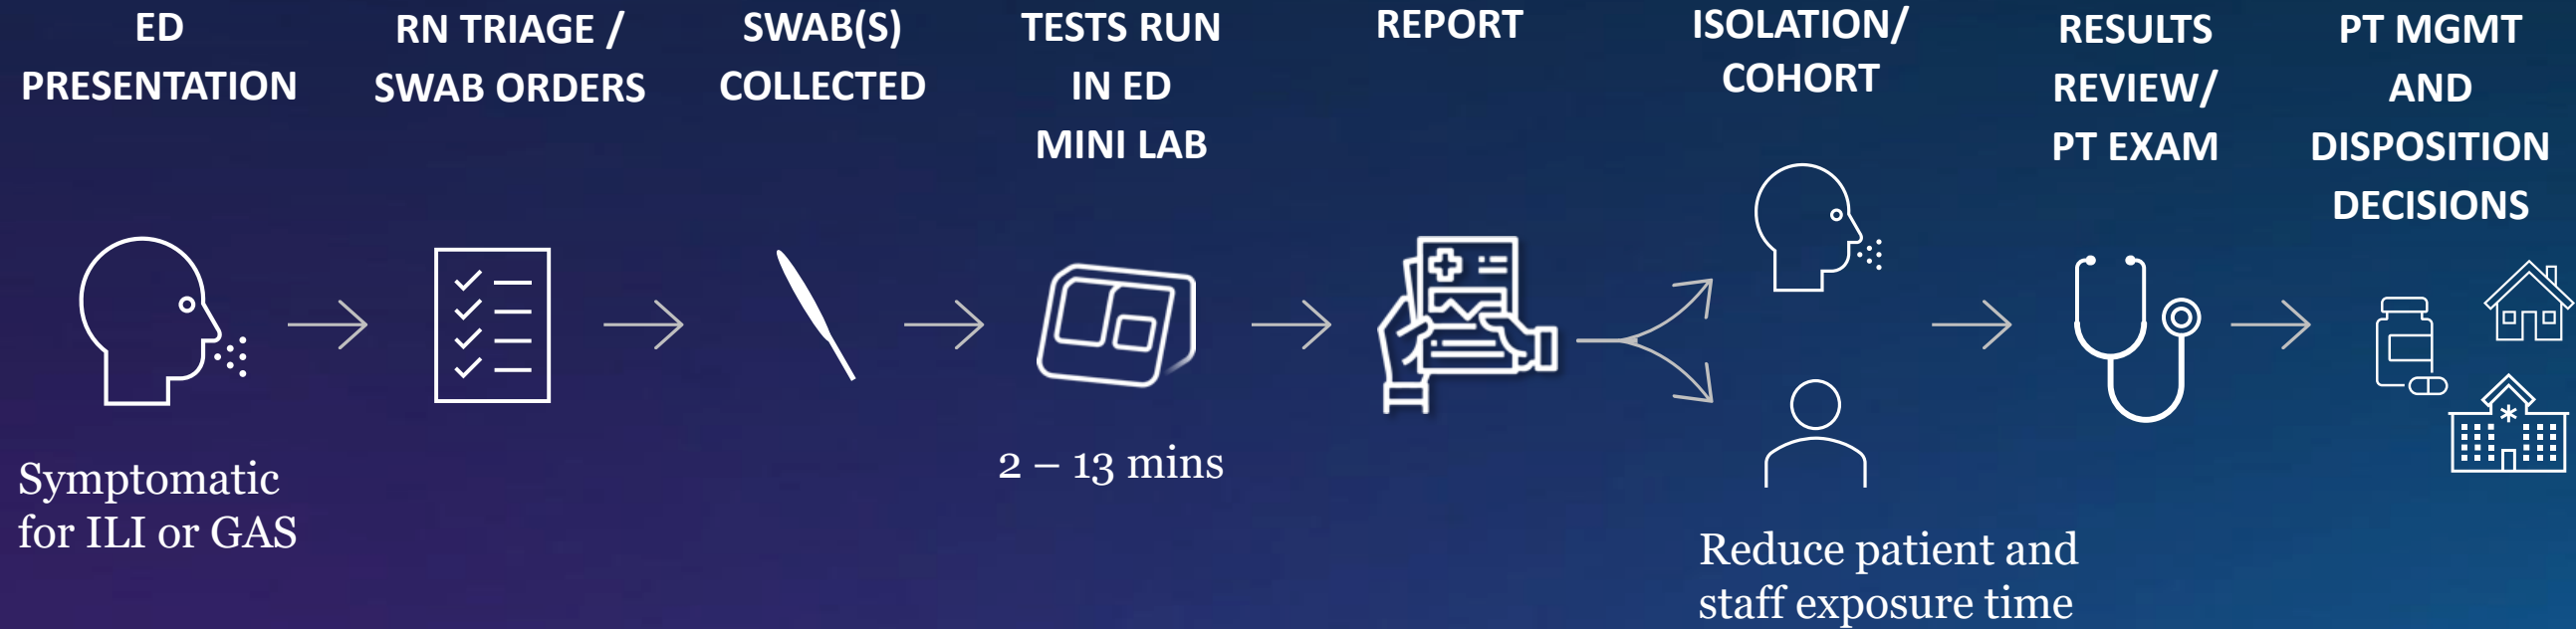 ED
PRESENTATION
RN TRIAGE /
SWAB ORDERS
SWAB(S)
COLLECTED
TESTS RUN
IN ED
MINI LAB
REPORT
ISOLATION/
COHORT
RESULTS
REVIEW/
PT EXAM
PT MGMT
AND
DISPOSITION
DECISIONS
Symptomatic
for ILI or GAS
2 – 13 mins
Reduce patient and
staff exposure time